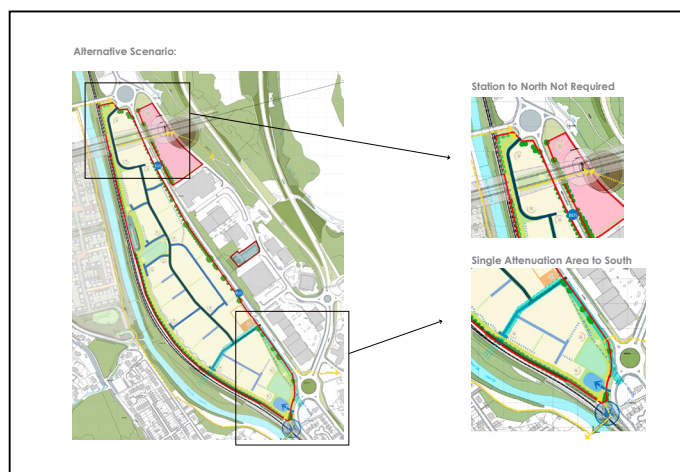 Alternative Scenario:
Station to North Not Required
Single Attenuation Area to South